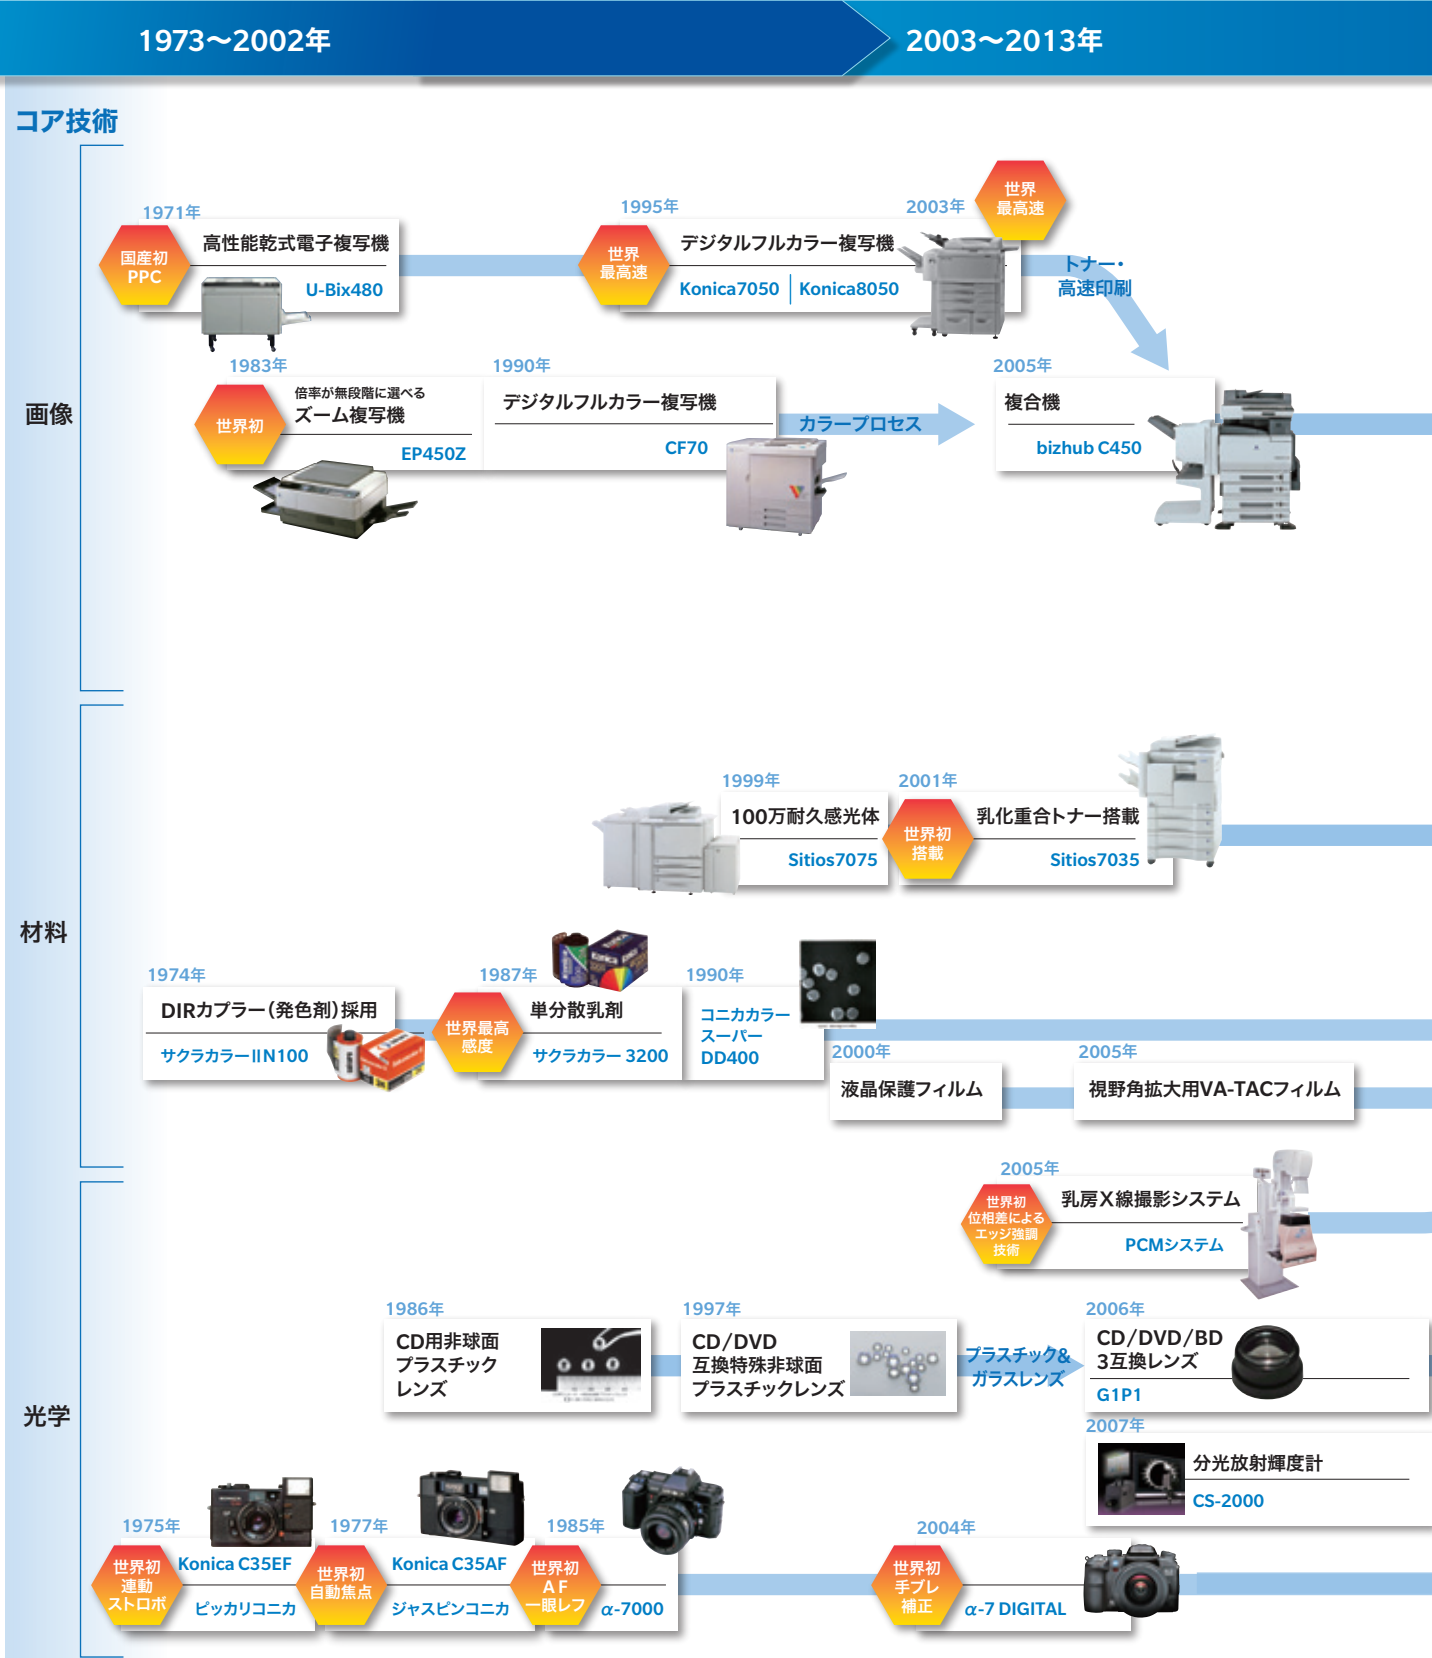 1973～2002年
2003～2013年
コア技術
画像
1971年
国産初
PPC
高性能乾式電子複写機
U-Bix480
1995年
世界
最高速
デジタルフルカラー複写機
Konica7050
Konica8050
2003年
世界
最高速
トナー・
高速印刷
1983年
世界初
倍率が無段階に選べる
ズーム複写機
EP450Z
1990年
デジタルフルカラー複写機
CF70
カラープロセス
2005年
複合機
bizhub C450
材料
1999年
100万耐久感光体
Sitios7075
2001年
世界初
搭載
乳化重合トナー搭載
Sitios7035
1974年
DIRカプラー（発色剤）採用
サクラカラーⅡN100
1987年
世界最高
感度
単分散乳剤
サクラカラー 3200
1990年
コニカカラー
スーパー
DD400
2000年
液晶保護フィルム
2005年
視野角拡大用VA-TACフィルム
光学
2005年
世界初
位相差による
エッジ強調
技術
乳房X線撮影システム
PCMシステム
1986年
CD用非球面
プラスチック
レンズ
1997年
CD/DVD
互換特殊非球面
プラスチックレンズ
プラスチック&
ガラスレンズ
2006年
CD/DVD/BD
3互換レンズ
G1P1
2007年
分光放射輝度計
CS-2000
1975年
世界初
連動
ストロボ
Konica C35EF
ピッカリコニカ
1977年
世界初
自動焦点
Konica C35AF
ジャスピンコニカ
1985年
世界初
AF
一眼レフ
α-7000
2004年
世界初
手ブレ
補正
α-7 DIGITAL